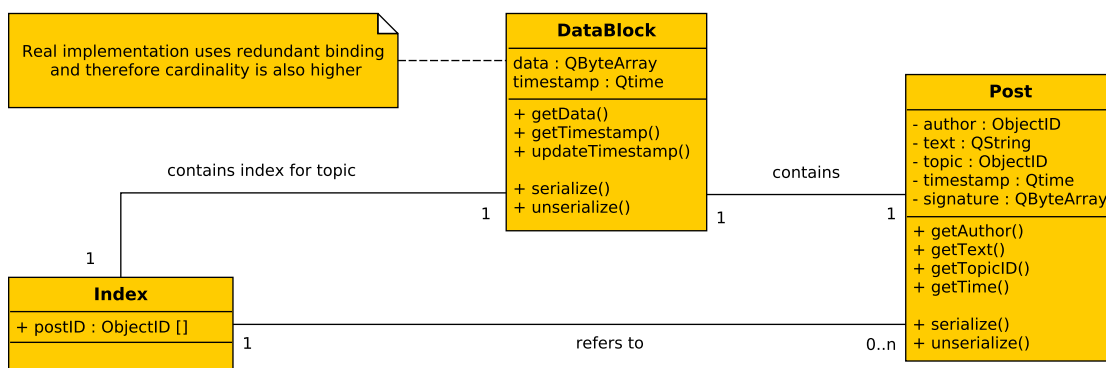 Real implementation uses redundant binding
and therefore cardinality is also higher
DataBlock
data : QByteArray
timestamp : Qtime
+ getData()
+ getTimestamp()
+ updateTimestamp()
+ serialize()
+ unserialize()
contains index for topic
1
1
contains
1
1
Post
- author : ObjectID
- text : QString
- topic : ObjectID
- timestamp : Qtime
- signature : QByteArray
+ getAuthor()
+ getText()
+ getTopicID()
+ getTime()
+ serialize()
+ unserialize()
Index
+ postID : ObjectID []
1
refers to
0..n